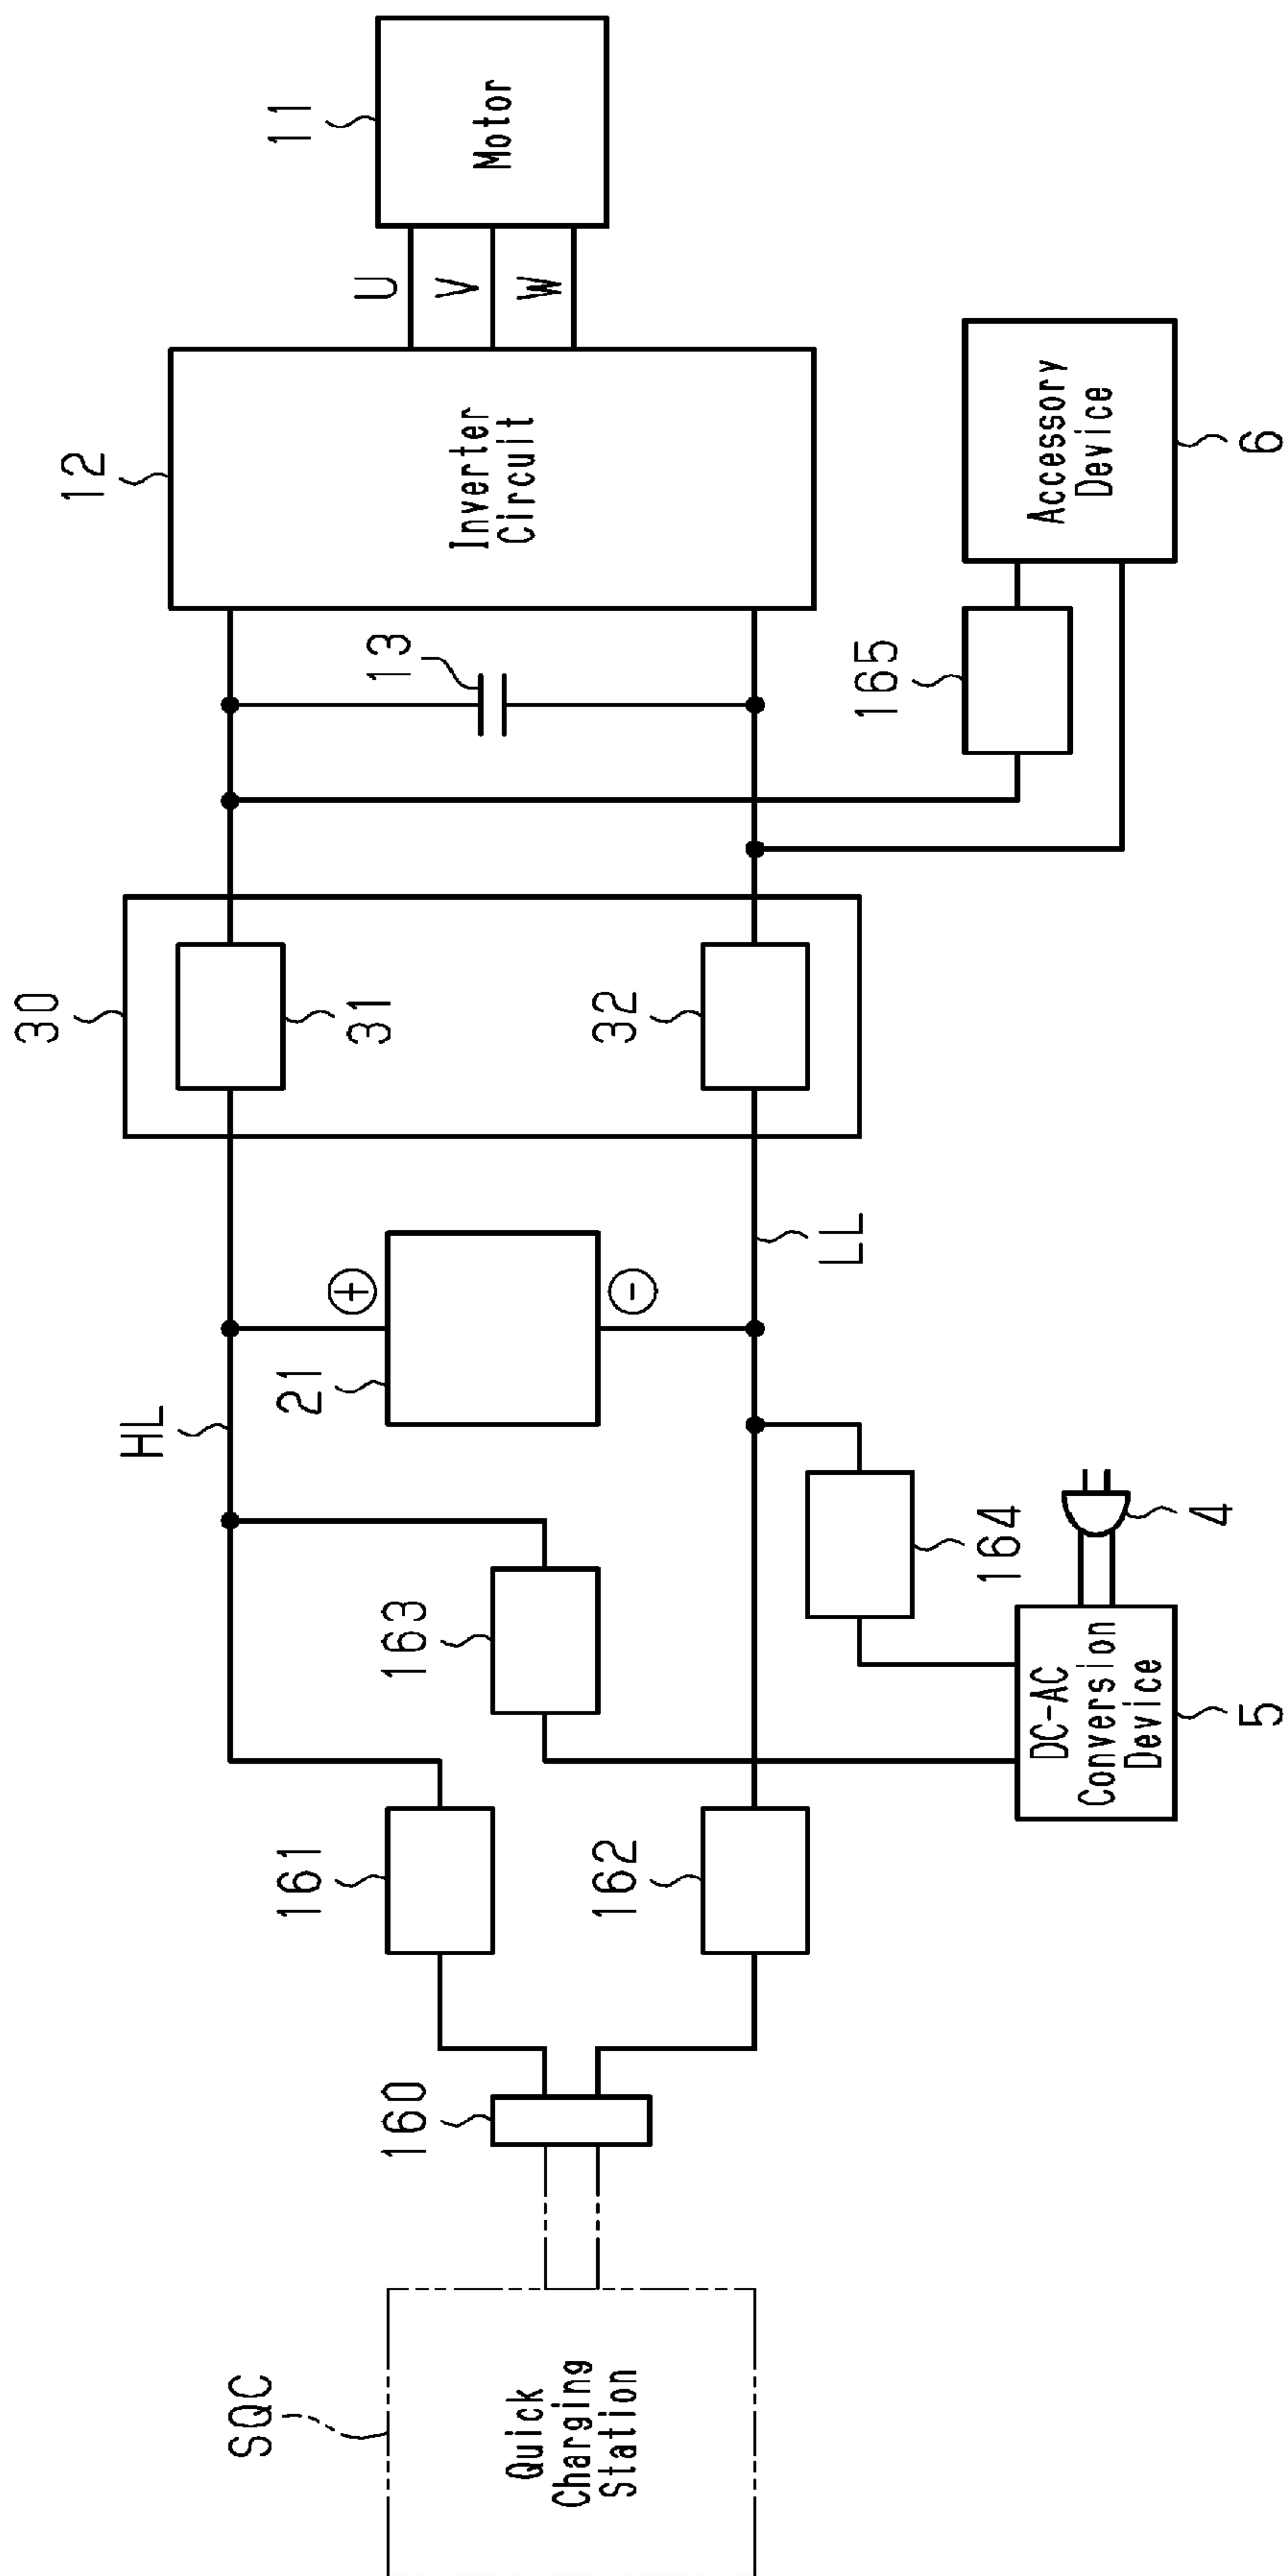 SQC
Quick
Charging
Station
160
161
162
163
HL
21
+
-
LL
164
4
DC-AC
Conversion
Device
5
30
31
32
13
12
Inverter
Circuit
U
V
W
11
Motor
165
Accessory
Device
6